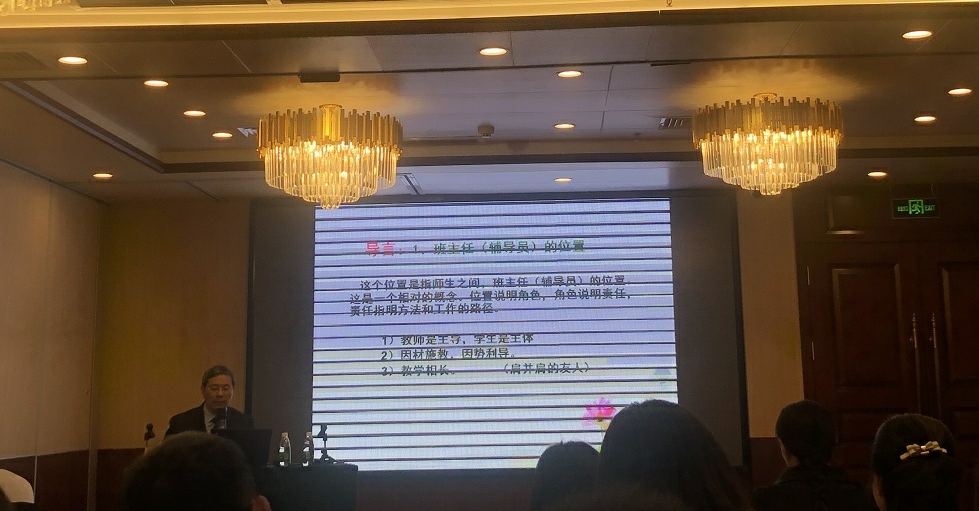 导言：1、班主任（辅导员）的位置
这个位置是指师生之间，班主任（辅导员）的位置
这是一个相对的概念，位置说明角色，角色说明责任，
责任指明方法和工作的路径。
1）教师是主导，学生是主体
2）因材施教，因势利导。
3）教学相长。 （肩并肩的友人）
EXIT